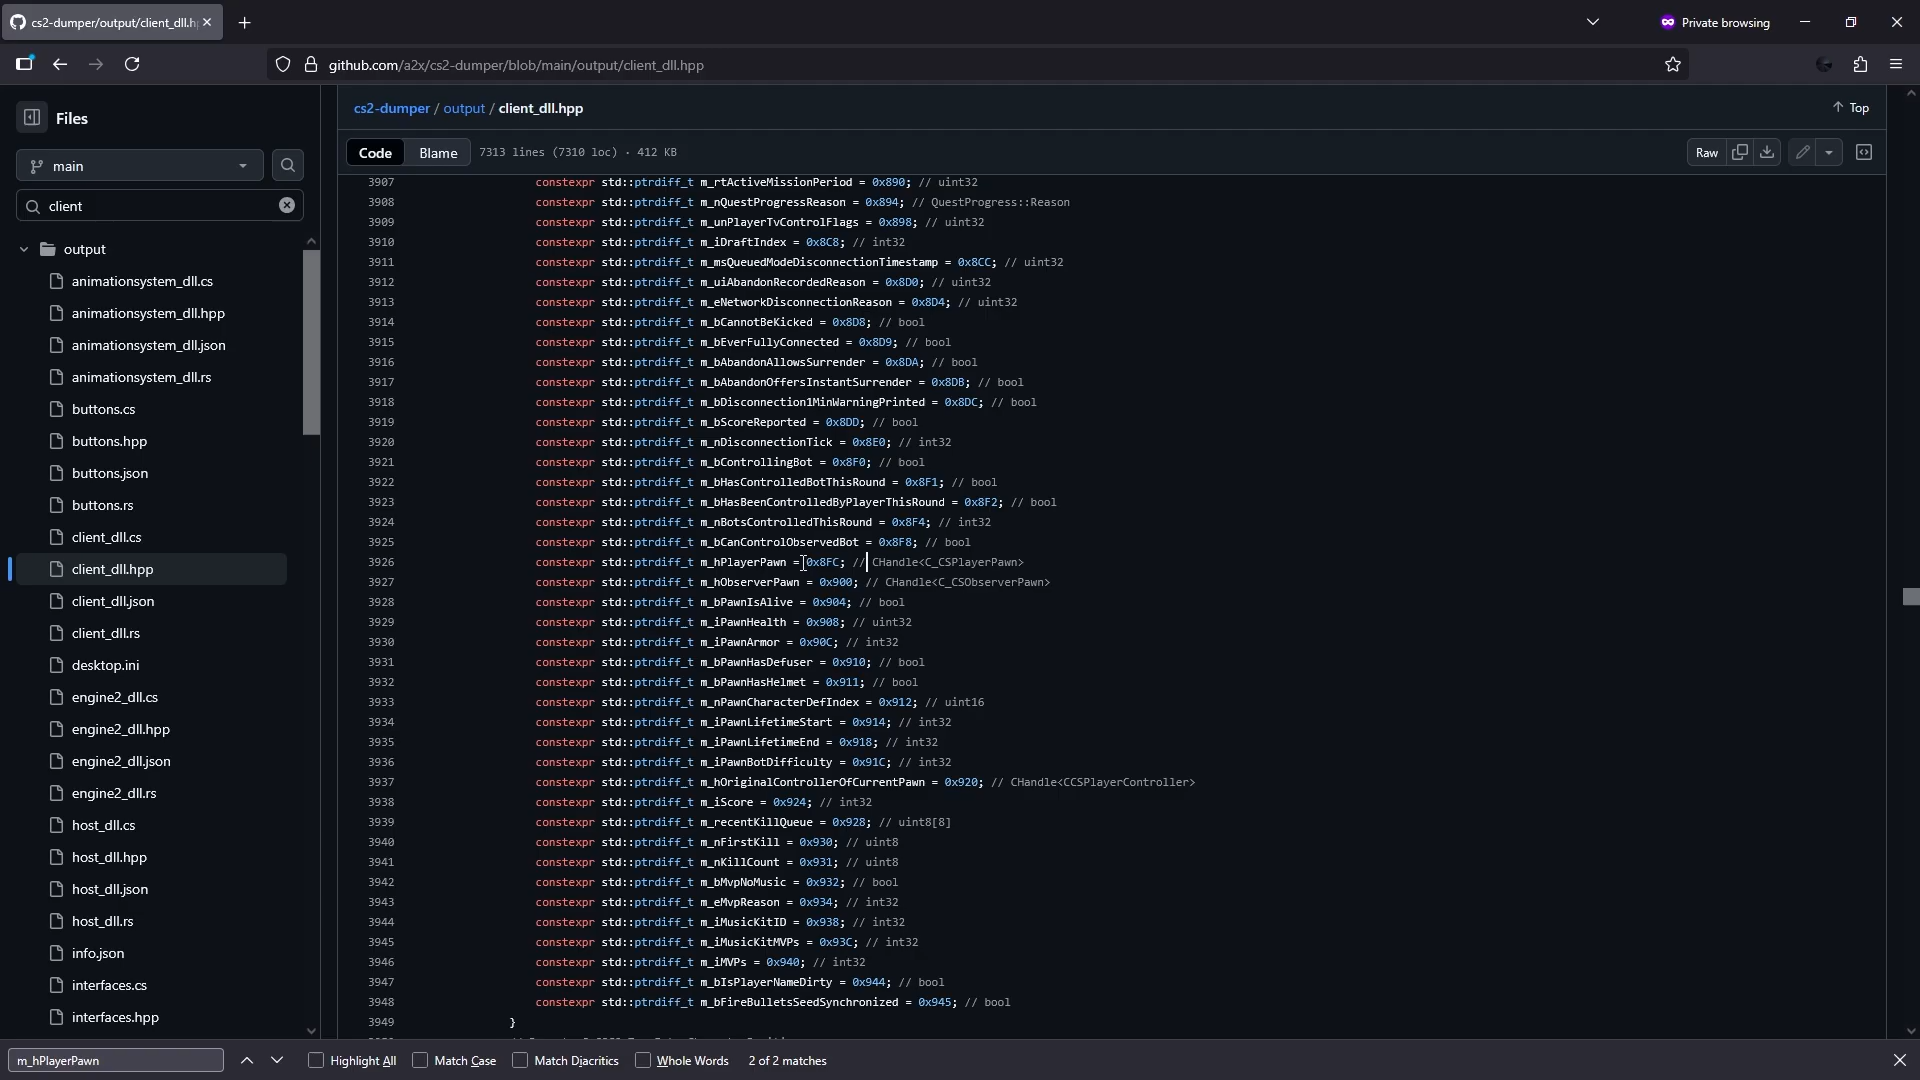 cs2-dumper/output/client_dll.h
Private browsing
github.com/a2x/cs2-dumper/blob/main/output/client_dll.hpp
Files
cs2-dumper / output / client_dll.hpp
Top
main
Code
Blame
7313 lines (7310 loc) · 412 KB
Raw
client
output
animationsystem_dll.cs
animationsystem_dll.hpp
animationsystem_dll.json
animationsystem_dll.rs
buttons.cs
buttons.hpp
buttons.json
buttons.rs
client_dll.cs
client_dll.hpp
client_dll.json
client_dll.rs
desktop.ini
engine2_dll.cs
engine2_dll.hpp
engine2_dll.json
engine2_dll.rs
host_dll.cs
host_dll.hpp
host_dll.json
host_dll.rs
info.json
interfaces.cs
interfaces.hpp
3907 constexpr std::ptrdiff_t m_rtActiveMissionPeriod = 0x890; // uint32
3908 constexpr std::ptrdiff_t m_nQuestProgressReason = 0x894; // QuestProgress::Reason
3909 constexpr std::ptrdiff_t m_unPlayerTvControlFlags = 0x898; // uint32
3910 constexpr std::ptrdiff_t m_iDraftIndex = 0x8C8; // int32
3911 constexpr std::ptrdiff_t m_msQueuedModeDisconnectionTimestamp = 0x8CC; // uint32
3912 constexpr std::ptrdiff_t m_uiAbandonRecordedReason = 0x8D0; // uint32
3913 constexpr std::ptrdiff_t m_eNetworkDisconnectionReason = 0x8D4; // uint32
3914 constexpr std::ptrdiff_t m_bCannotBeKicked = 0x8D8; // bool
3915 constexpr std::ptrdiff_t m_bEverFullyConnected = 0x8D9; // bool
3916 constexpr std::ptrdiff_t m_bAbandonAllowsSurrender = 0x8DA; // bool
3917 constexpr std::ptrdiff_t m_bAbandonOffersInstantSurrender = 0x8DB; // bool
3918 constexpr std::ptrdiff_t m_bDisconnection1MinWarningPrinted = 0x8DC; // bool
3919 constexpr std::ptrdiff_t m_bScoreReported = 0x8DD; // bool
3920 constexpr std::ptrdiff_t m_nDisconnectionTick = 0x8E0; // int32
3921 constexpr std::ptrdiff_t m_bControllingBot = 0x8F0; // bool
3922 constexpr std::ptrdiff_t m_bHasControlledBotThisRound = 0x8F1; // bool
3923 constexpr std::ptrdiff_t m_bHasBeenControlledByPlayerThisRound = 0x8F2; // bool
3924 constexpr std::ptrdiff_t m_nBotsControlledThisRound = 0x8F4; // int32
3925 constexpr std::ptrdiff_t m_bCanControlObservedBot = 0x8F8; // bool
3926 constexpr std::ptrdiff_t m_hPlayerPawn = 0x8FC; // CHandle<C_CSPlayerPawn>
3927 constexpr std::ptrdiff_t m_hObserverPawn = 0x900; // CHandle<C_CSObserverPawn>
3928 constexpr std::ptrdiff_t m_bPawnIsAlive = 0x904; // bool
3929 constexpr std::ptrdiff_t m_iPawnHealth = 0x908; // uint32
3930 constexpr std::ptrdiff_t m_iPawnArmor = 0x90C; // int32
3931 constexpr std::ptrdiff_t m_bPawnHasDefuser = 0x910; // bool
3932 constexpr std::ptrdiff_t m_bPawnHasHelmet = 0x911; // bool
3933 constexpr std::ptrdiff_t m_nPawnCharacterDefIndex = 0x912; // uint16
3934 constexpr std::ptrdiff_t m_iPawnLifetimeStart = 0x914; // int32
3935 constexpr std::ptrdiff_t m_iPawnLifetimeEnd = 0x918; // int32
3936 constexpr std::ptrdiff_t m_iPawnBotDifficulty = 0x91C; // int32
3937 constexpr std::ptrdiff_t m_hOriginalControllerOfCurrentPawn = 0x920; // CHandle<CCSPlayerController>
3938 constexpr std::ptrdiff_t m_iScore = 0x924; // int32
3939 constexpr std::ptrdiff_t m_recentKillQueue = 0x928; // uint8[8]
3940 constexpr std::ptrdiff_t m_nFirstKill = 0x930; // uint8
3941 constexpr std::ptrdiff_t m_nKillCount = 0x931; // uint8
3942 constexpr std::ptrdiff_t m_bMvpNoMusic = 0x932; // bool
3943 constexpr std::ptrdiff_t m_eMvpReason = 0x934; // int32
3944 constexpr std::ptrdiff_t m_iMusicKitID = 0x938; // int32
3945 constexpr std::ptrdiff_t m_iMusicKitMVPs = 0x93C; // int32
3946 constexpr std::ptrdiff_t m_iMVPs = 0x940; // int32
3947 constexpr std::ptrdiff_t m_bIsPlayerNameDirty = 0x944; // bool
3948 constexpr std::ptrdiff_t m_bFireBulletsSeedSynchronized = 0x945; // bool
3949 }
m_hPlayerPawn
Highlight All
Match Case
Match Diacritics
Whole Words
2 of 2 matches